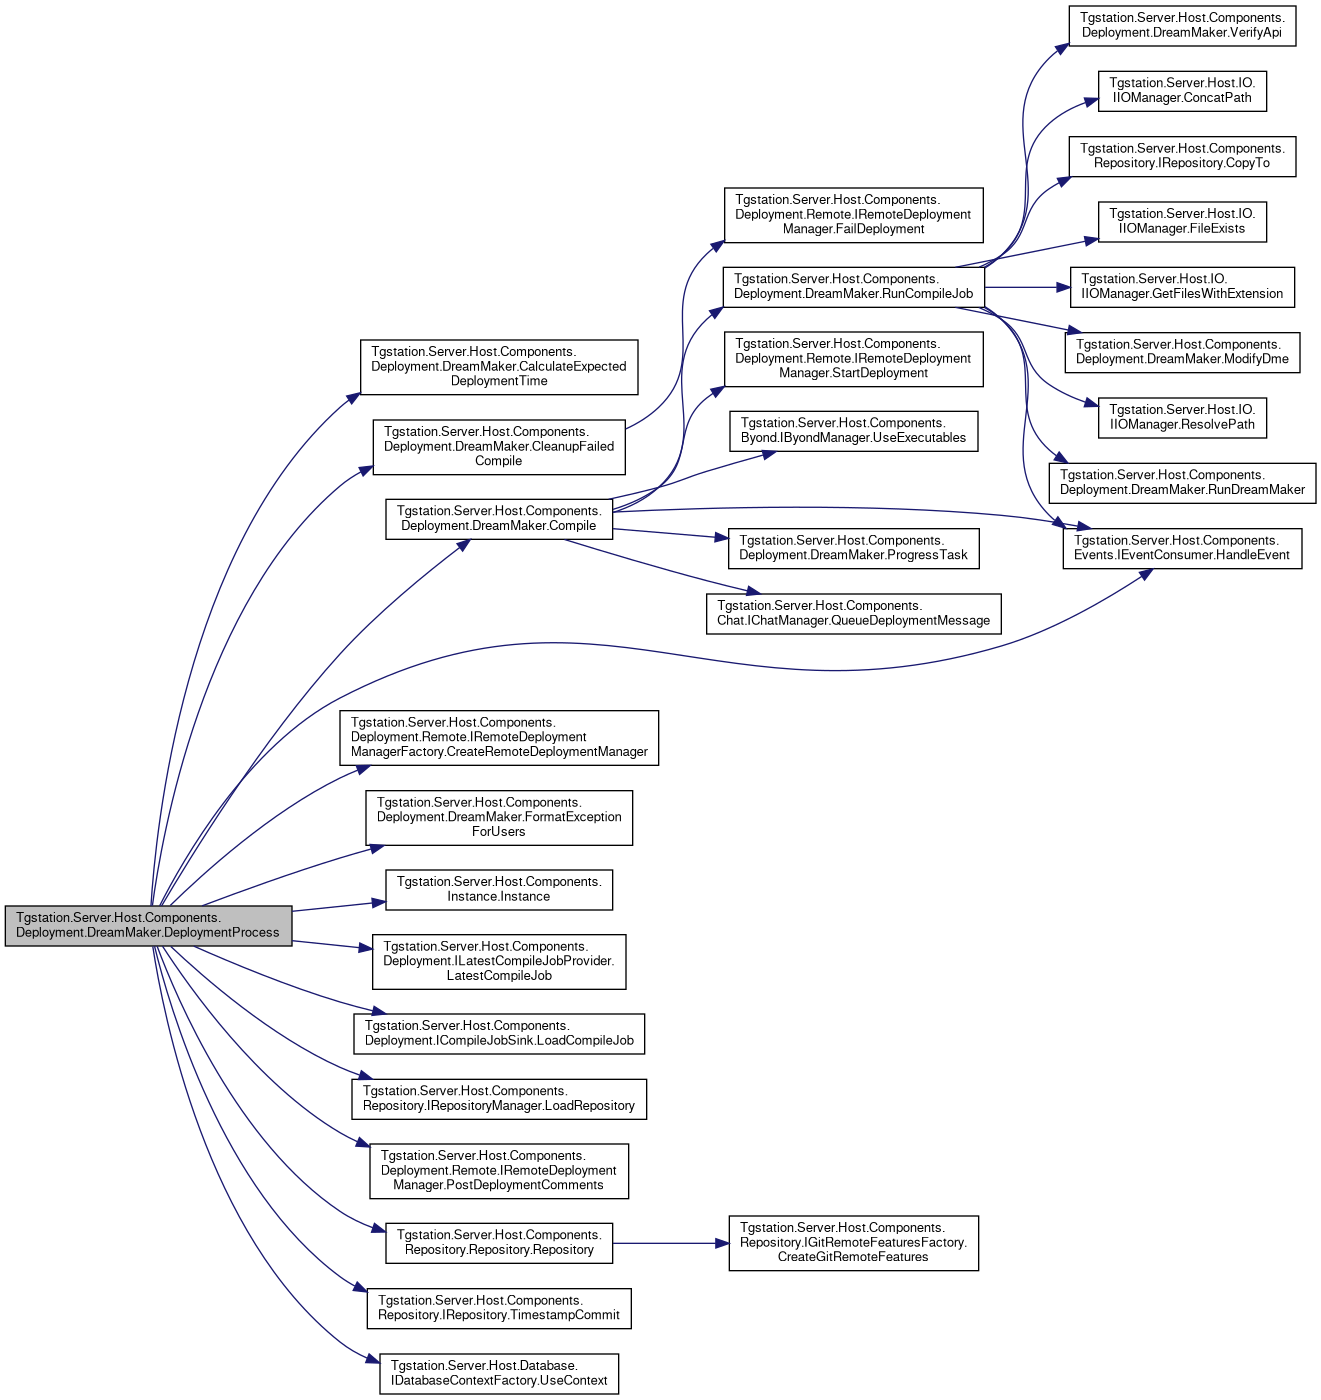 Tgstation.Server.Host.Components.
Deployment.DreamMaker.DeploymentProcess
Tgstation.Server.Host.Components.
Deployment.DreamMaker.CalculateExpected
DeploymentTime
Tgstation.Server.Host.Components.
Deployment.DreamMaker.CleanupFailed
Compile
Tgstation.Server.Host.Components.
Deployment.DreamMaker.Compile
Tgstation.Server.Host.Components.
Deployment.Remote.IRemoteDeployment
ManagerFactory.CreateRemoteDeploymentManager
Tgstation.Server.Host.Components.
Deployment.DreamMaker.FormatException
ForUsers
Tgstation.Server.Host.Components.
Instance.Instance
Tgstation.Server.Host.Components.
Deployment.ILatestCompileJobProvider.
LatestCompileJob
Tgstation.Server.Host.Components.
Deployment.ICompileJobSink.LoadCompileJob
Tgstation.Server.Host.Components.
Repository.IRepositoryManager.LoadRepository
Tgstation.Server.Host.Components.
Deployment.Remote.IRemoteDeployment
Manager.PostDeploymentComments
Tgstation.Server.Host.Components.
Repository.Repository.Repository
Tgstation.Server.Host.Components.
Repository.IRepository.TimestampCommit
Tgstation.Server.Host.Database.
IDatabaseContextFactory.UseContext
Tgstation.Server.Host.Components.
Deployment.Remote.IRemoteDeployment
Manager.FailDeployment
Tgstation.Server.Host.Components.
Deployment.DreamMaker.RunCompileJob
Tgstation.Server.Host.Components.
Deployment.Remote.IRemoteDeployment
Manager.StartDeployment
Tgstation.Server.Host.Components.
Byond.IByondManager.UseExecutables
Tgstation.Server.Host.Components.
Deployment.DreamMaker.ProgressTask
Tgstation.Server.Host.Components.
Chat.IChatManager.QueueDeploymentMessage
Tgstation.Server.Host.Components.
Repository.IGitRemoteFeaturesFactory.
CreateGitRemoteFeatures
Tgstation.Server.Host.Components.
Deployment.DreamMaker.VerifyApi
Tgstation.Server.Host.IO.
IIOManager.ConcatPath
Tgstation.Server.Host.Components.
Repository.IRepository.CopyTo
Tgstation.Server.Host.IO.
IIOManager.FileExists
Tgstation.Server.Host.IO.
IIOManager.GetFilesWithExtension
Tgstation.Server.Host.Components.
Deployment.DreamMaker.ModifyDme
Tgstation.Server.Host.IO.
IIOManager.ResolvePath
Tgstation.Server.Host.Components.
Deployment.DreamMaker.RunDreamMaker
Tgstation.Server.Host.Components.
Events.IEventConsumer.HandleEvent